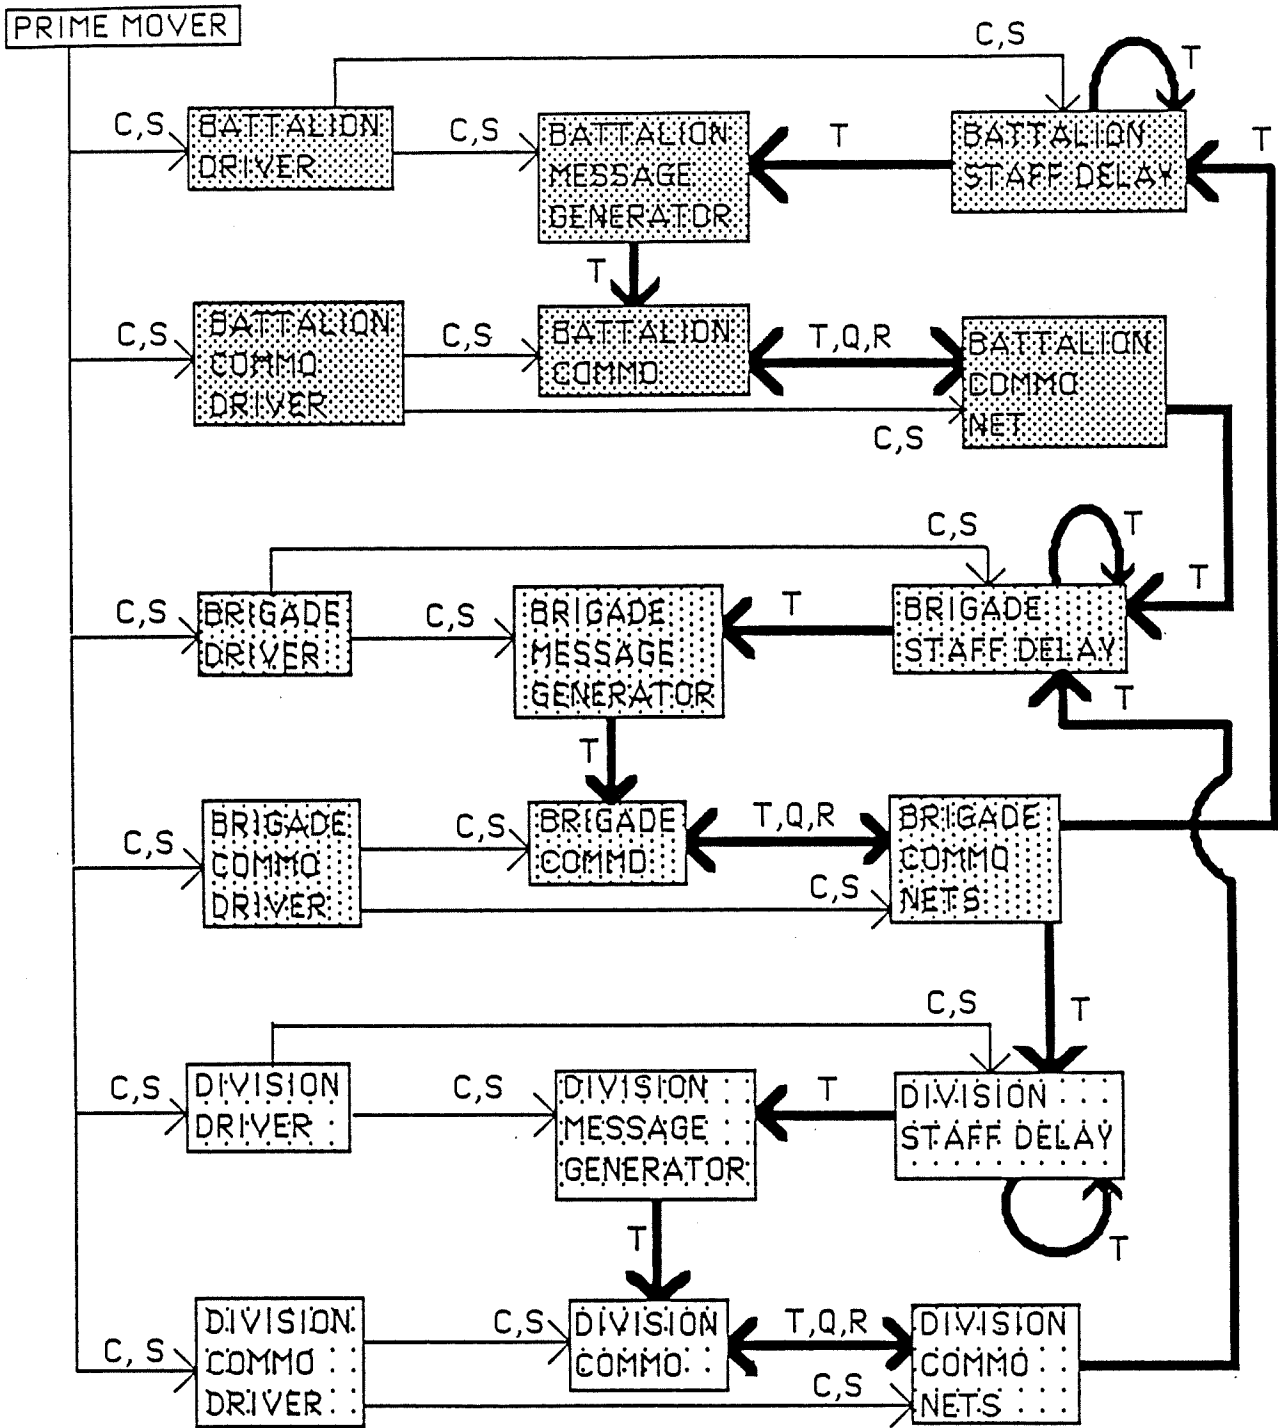 PRIME MOVER
C,S
T
C,S
BATTALION
DRIVER
C,S
BATTALION
MESSAGE
GENERATOR
T
BATTALION
STAFF DELAY
T
T
C,S
BATTALION
COMMO
DRIVER
C,S
BATTALION
COMMO
T,Q,R
BATTALION
COMMO
NET
C,S
C,S
T
C,S
BRIGADE
DRIVER
C,S
BRIGADE
MESSAGE
GENERATOR
T
BRIGADE
STAFF DELAY
T
T
T
C,S
BRIGADE
COMMO
DRIVER
C,S
BRIGADE
COMMO
T,Q,R
BRIGADE
COMMO
NETS
C,S
C,S
T
C,S
DIVISION
DRIVER
C,S
DIVISION
MESSAGE
GENERATOR
T
DIVISION
STAFF DELAY
T
T
C, S
DIVISION
COMMO
DRIVER
C,S
DIVISION
COMMO
T,Q,R
DIVISION
COMMO
NETS
C,S